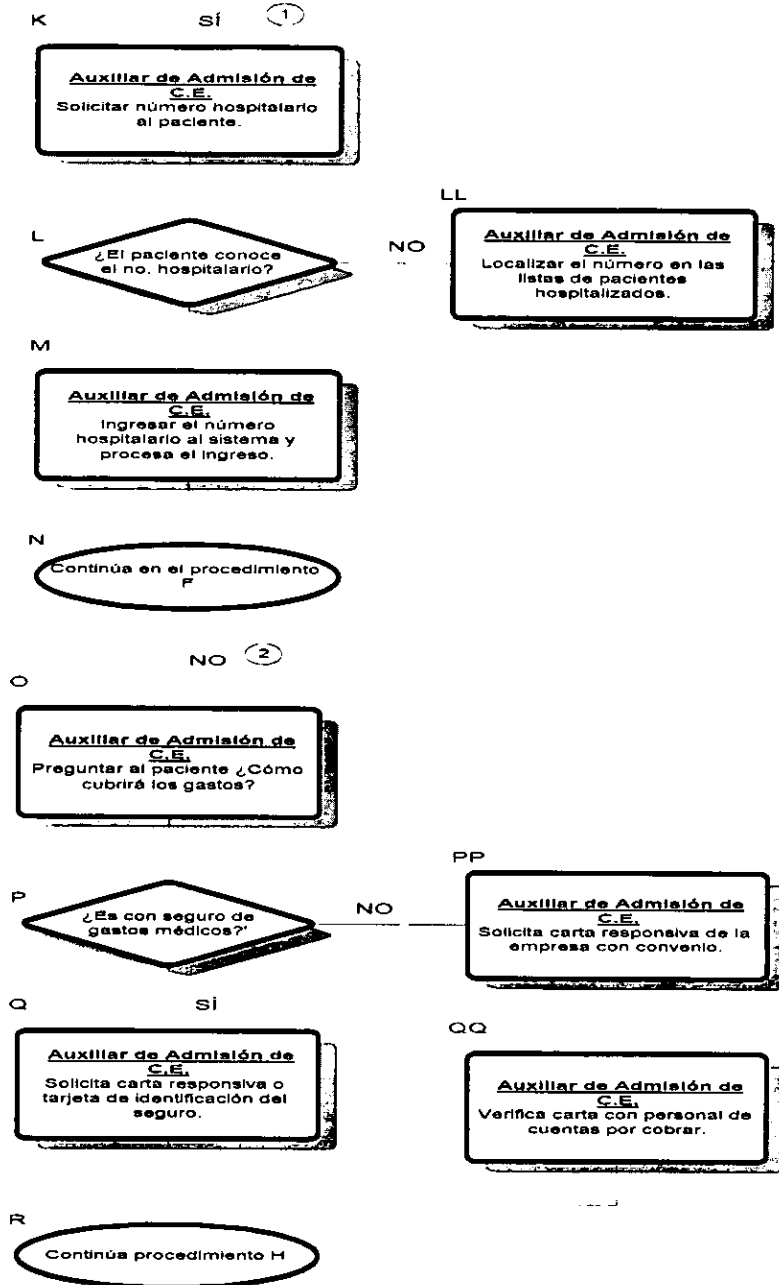 K SÍ 1
Auxiliar de Admisión de
C.E.
Solicitar número hospitalario
al paciente.
L
¿El paciente conoce
el no. hospitalario?
NO
LL
Auxiliar de Admisión de
C.E.
Localizar el número en las
listas de pacientes
hospitalizados.
M
Auxiliar de Admisión de
C.E.
Ingresar el número
hospitalario al sistema y
procesa el ingreso.
N
Continúa en el procedimiento
F
NO 2
O
Auxiliar de Admisión de
C.E.
Preguntar al paciente ¿Cómo
cubrirá los gastos?
P
¿Es con seguro de
gastos médicos?'
NO
PP
Auxiliar de Admisión de
C.E.
Solicita carta responsiva de la
empresa con convenio.
Q SÍ
Auxiliar de Admisión de
C.E.
Solicita carta responsiva o
tarjeta de identificación del
seguro.
QQ
Auxiliar de Admisión de
C.E.
Verifica carta con personal de
cuentas por cobrar.
R
Continúa procedimiento H